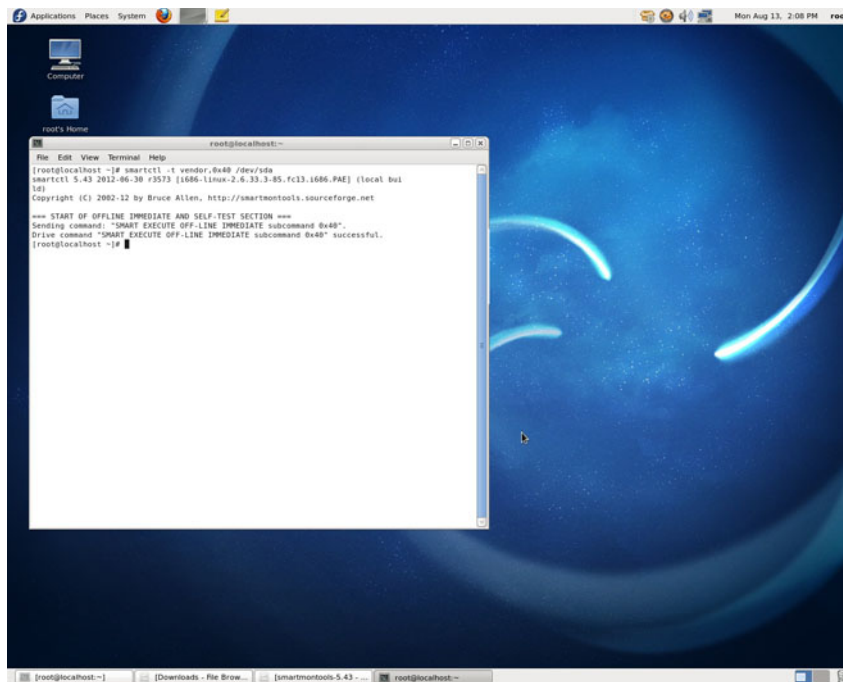 Applications Places System
Mon Aug 13, 2:08 PM
Computer
root's Home
root@localhost:~
File Edit View Terminal Help
[root@localhost ~]# smartctl -t vendor,0x40 /dev/sda
smartctl 5.43 2012-06-30 r3573 [i686-linux-2.6.33.3-85.fc13.i686.PAE] (local bui
ld)
Copyright (C) 2002-12 by Bruce Allen, http://smartmontools.sourceforge.net
=== START OF OFFLINE IMMEDIATE AND SELF-TEST SECTION ===
Sending command: "SMART EXECUTE OFF-LINE IMMEDIATE subcommand 0x40".
Drive command "SMART EXECUTE OFF-LINE IMMEDIATE subcommand 0x40" successful.
[root@localhost ~]#
[root@localhost:~] [Downloads - File Brow... [smartmontools-5.43 - ... root@localhost:~